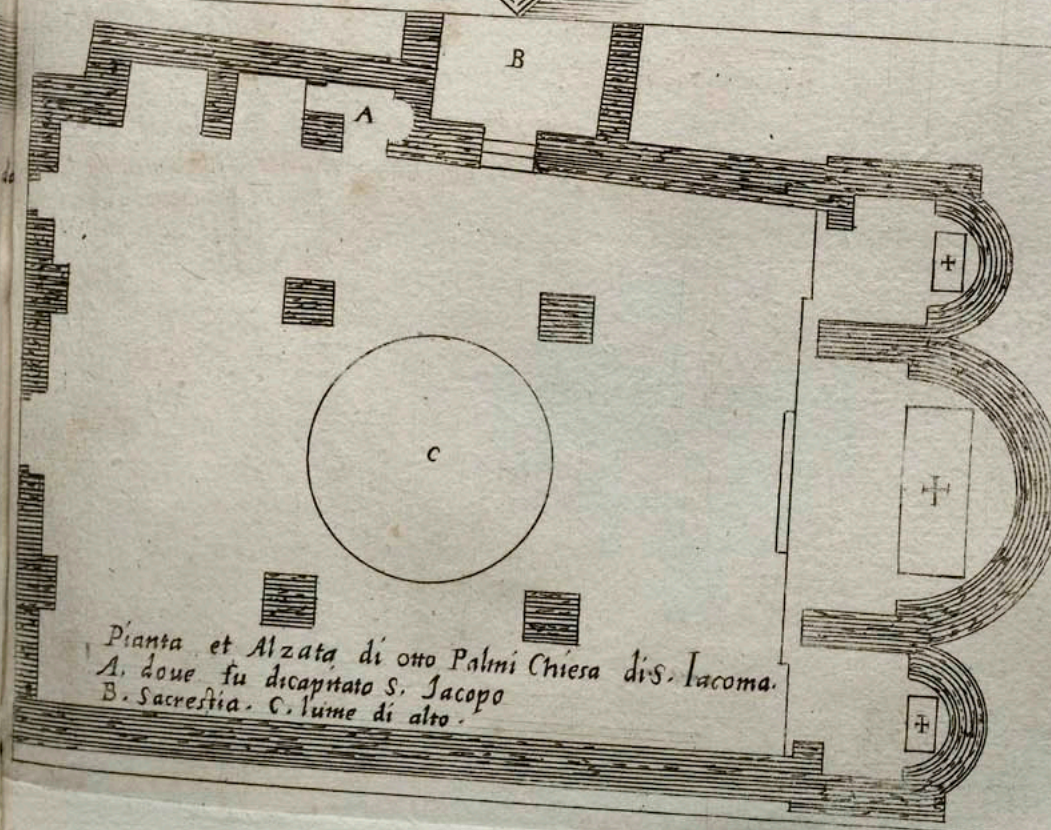 B
A
C
Pianta et Alzata di otto Palmi Chiesa di S. Iacoma.
A. doue fu dicapitato S. Jacopo
B. Sacrestia. C. lume di alto.